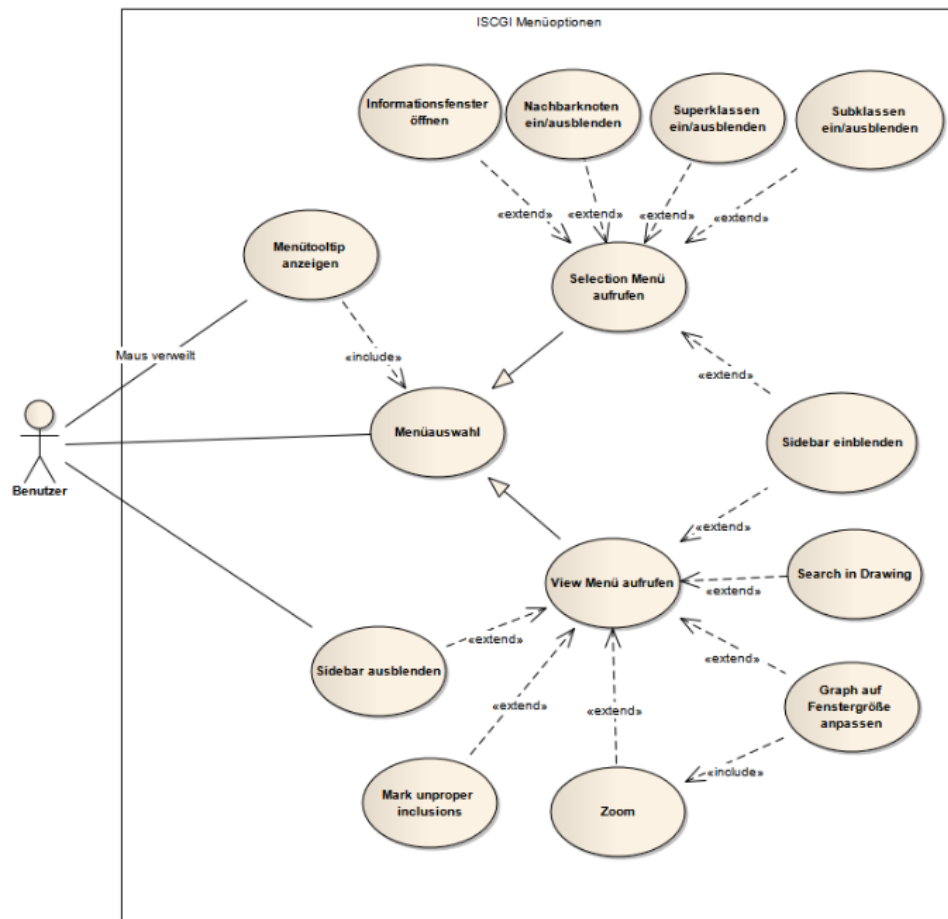 ISCGI Menüoptionen
Informationsfenster
öffnen
Nachbarknoten
ein/ausblenden
Superklassen
ein/ausblenden
Subklassen
ein/ausblenden
«extend»
«extend»
«extend»
«extend»
Menütooltip
anzeigen
Selection Menü
aufrufen
Maus verweilt
«include»
«extend»
Menüauswahl
Sidebar einblenden
Benutzer
«extend»
View Menü aufrufen
Search in Drawing
«extend»
Sidebar ausblenden
«extend»
«extend»
Graph auf
Fenstergröße
anpassen
«extend»
«extend»
«include»
Mark unproper
inclusions
Zoom